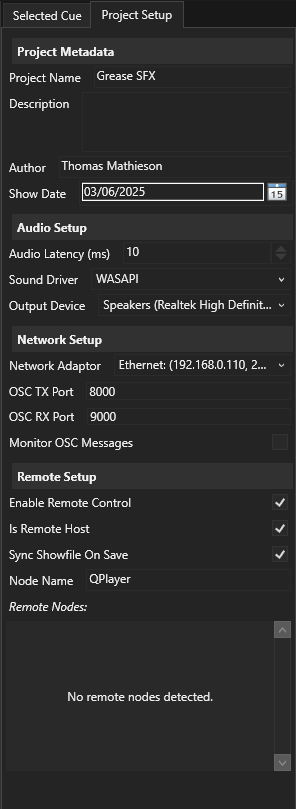 Selected Cue Project Setup
Project Metadata
Project Name Grease SFX
Description
Author Thomas Mathieson
Show Date 03/06/2025 15
Audio Setup
Audio Latency (ms) 10
Sound Driver WASAPI
Output Device Speakers (Realtek High Definit...
Network Setup
Network Adaptor Ethernet: (192.168.0.110, 2...
OSC TX Port 8000
OSC RX Port 9000
Monitor OSC Messages
Remote Setup
Enable Remote Control
Is Remote Host
Sync Showfile On Save
Node Name QPlayer
Remote Nodes:
No remote nodes detected.